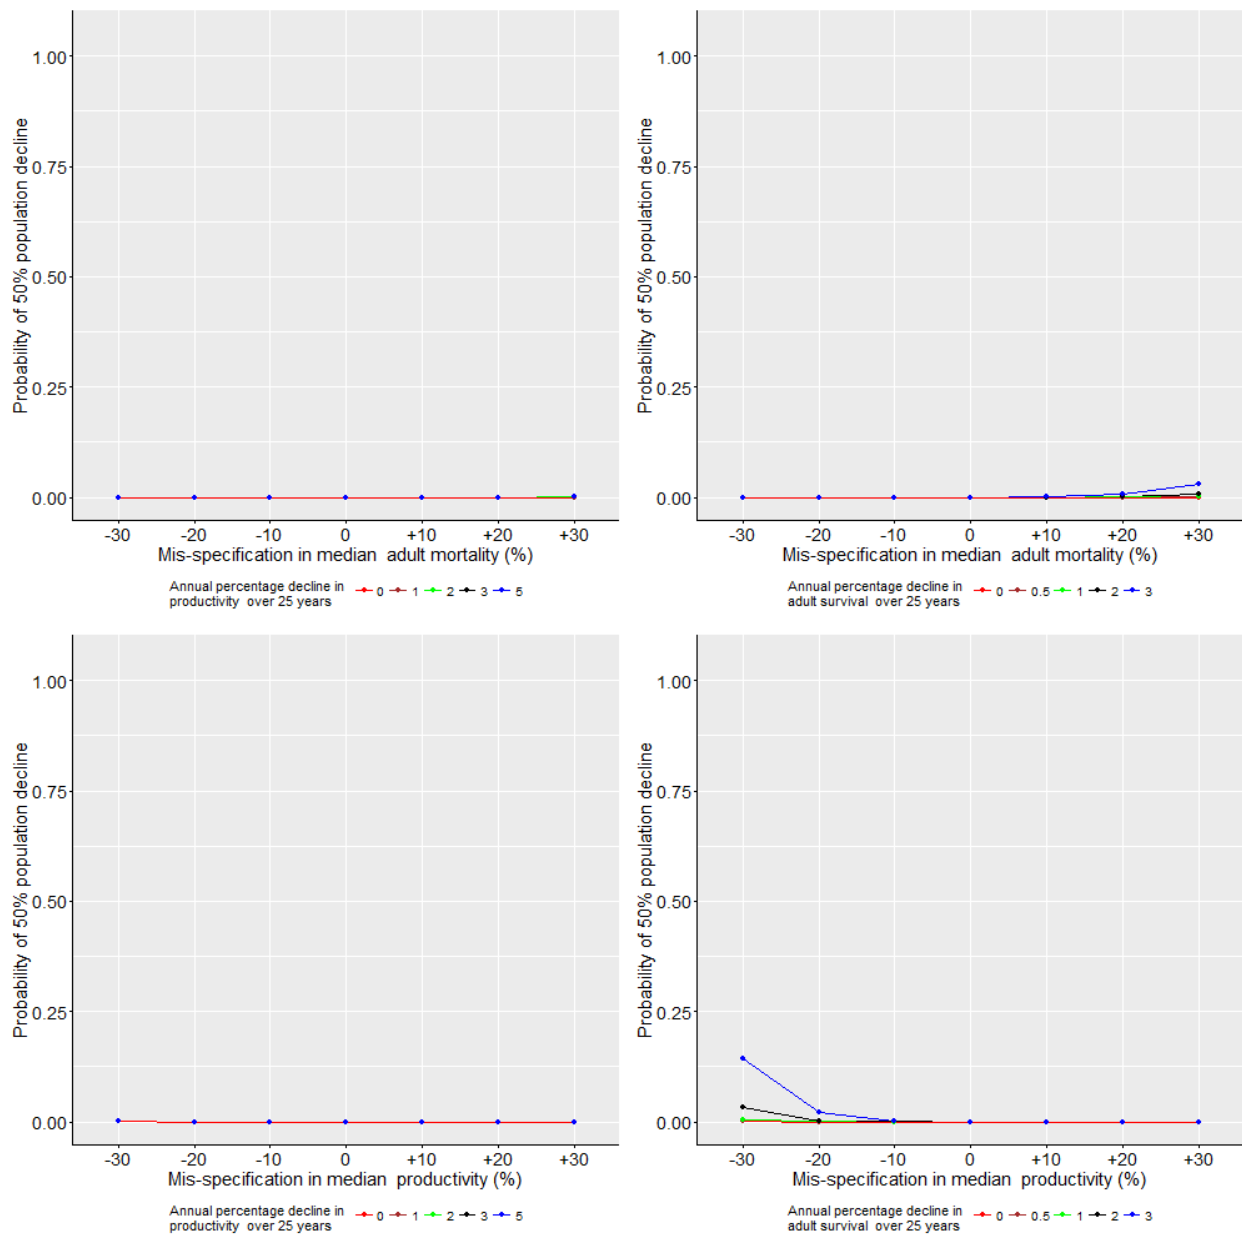 Probability of 50% population decline
1.00
0.75
0.50
0.25
0.00
-30 -20 -10 0 +10 +20 +30
Mis-specification in median adult mortality (%)
Annual percentage decline in
productivity over 25 years 0 1 2 3 5
Probability of 50% population decline
1.00
0.75
0.50
0.25
0.00
-30 -20 -10 0 +10 +20 +30
Mis-specification in median adult mortality (%)
Annual percentage decline in
adult survival over 25 years 0 0.5 1 2 3
Probability of 50% population decline
1.00
0.75
0.50
0.25
0.00
-30 -20 -10 0 +10 +20 +30
Mis-specification in median productivity (%)
Annual percentage decline in
productivity over 25 years 0 1 2 3 5
Probability of 50% population decline
1.00
0.75
0.50
0.25
0.00
-30 -20 -10 0 +10 +20 +30
Mis-specification in median productivity (%)
Annual percentage decline in
adult survival over 25 years 0 0.5 1 2 3